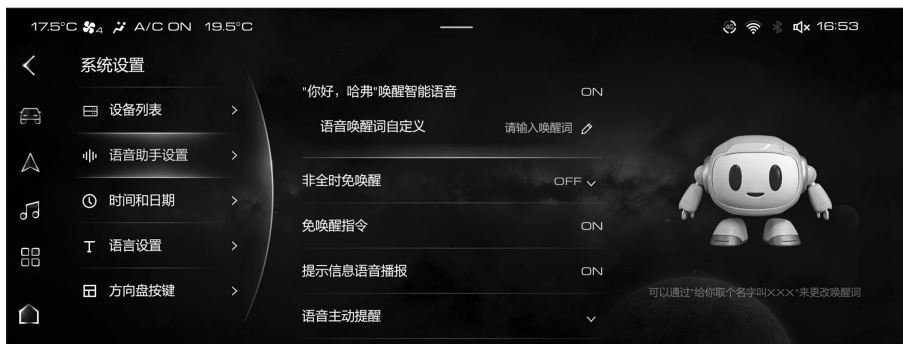 17.5°C 4 A/C ON 19.5°C 4G 16:53
系统设置
设备列表
语音助手设置
时间和日期
T 语言设置
方向盘按键
"你好，哈弗"唤醒智能语音 ON
语音唤醒词自定义 请输入唤醒词
非全时免唤醒 OFF
免唤醒指令 ON
提示信息语音播报 ON
语音主动提醒
可以通过"给你取个名字叫XXX"来更改唤醒词